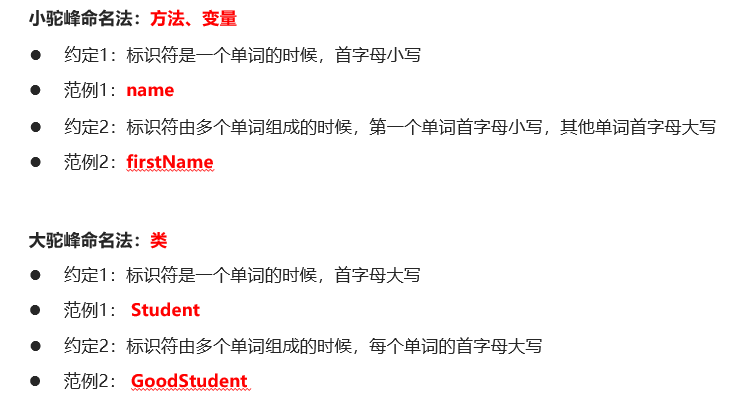 小驼峰命名法：方法、变量
● 约定1：标识符是一个单词的时候，首字母小写
● 范例1：name
● 约定2：标识符由多个单词组成的时候，第一个单词首字母小写，其他单词首字母大写
● 范例2：firstName
大驼峰命名法：类
● 约定1：标识符是一个单词的时候，首字母大写
● 范例1： Student
● 约定2：标识符由多个单词组成的时候，每个单词的首字母大写
● 范例2： GoodStudent